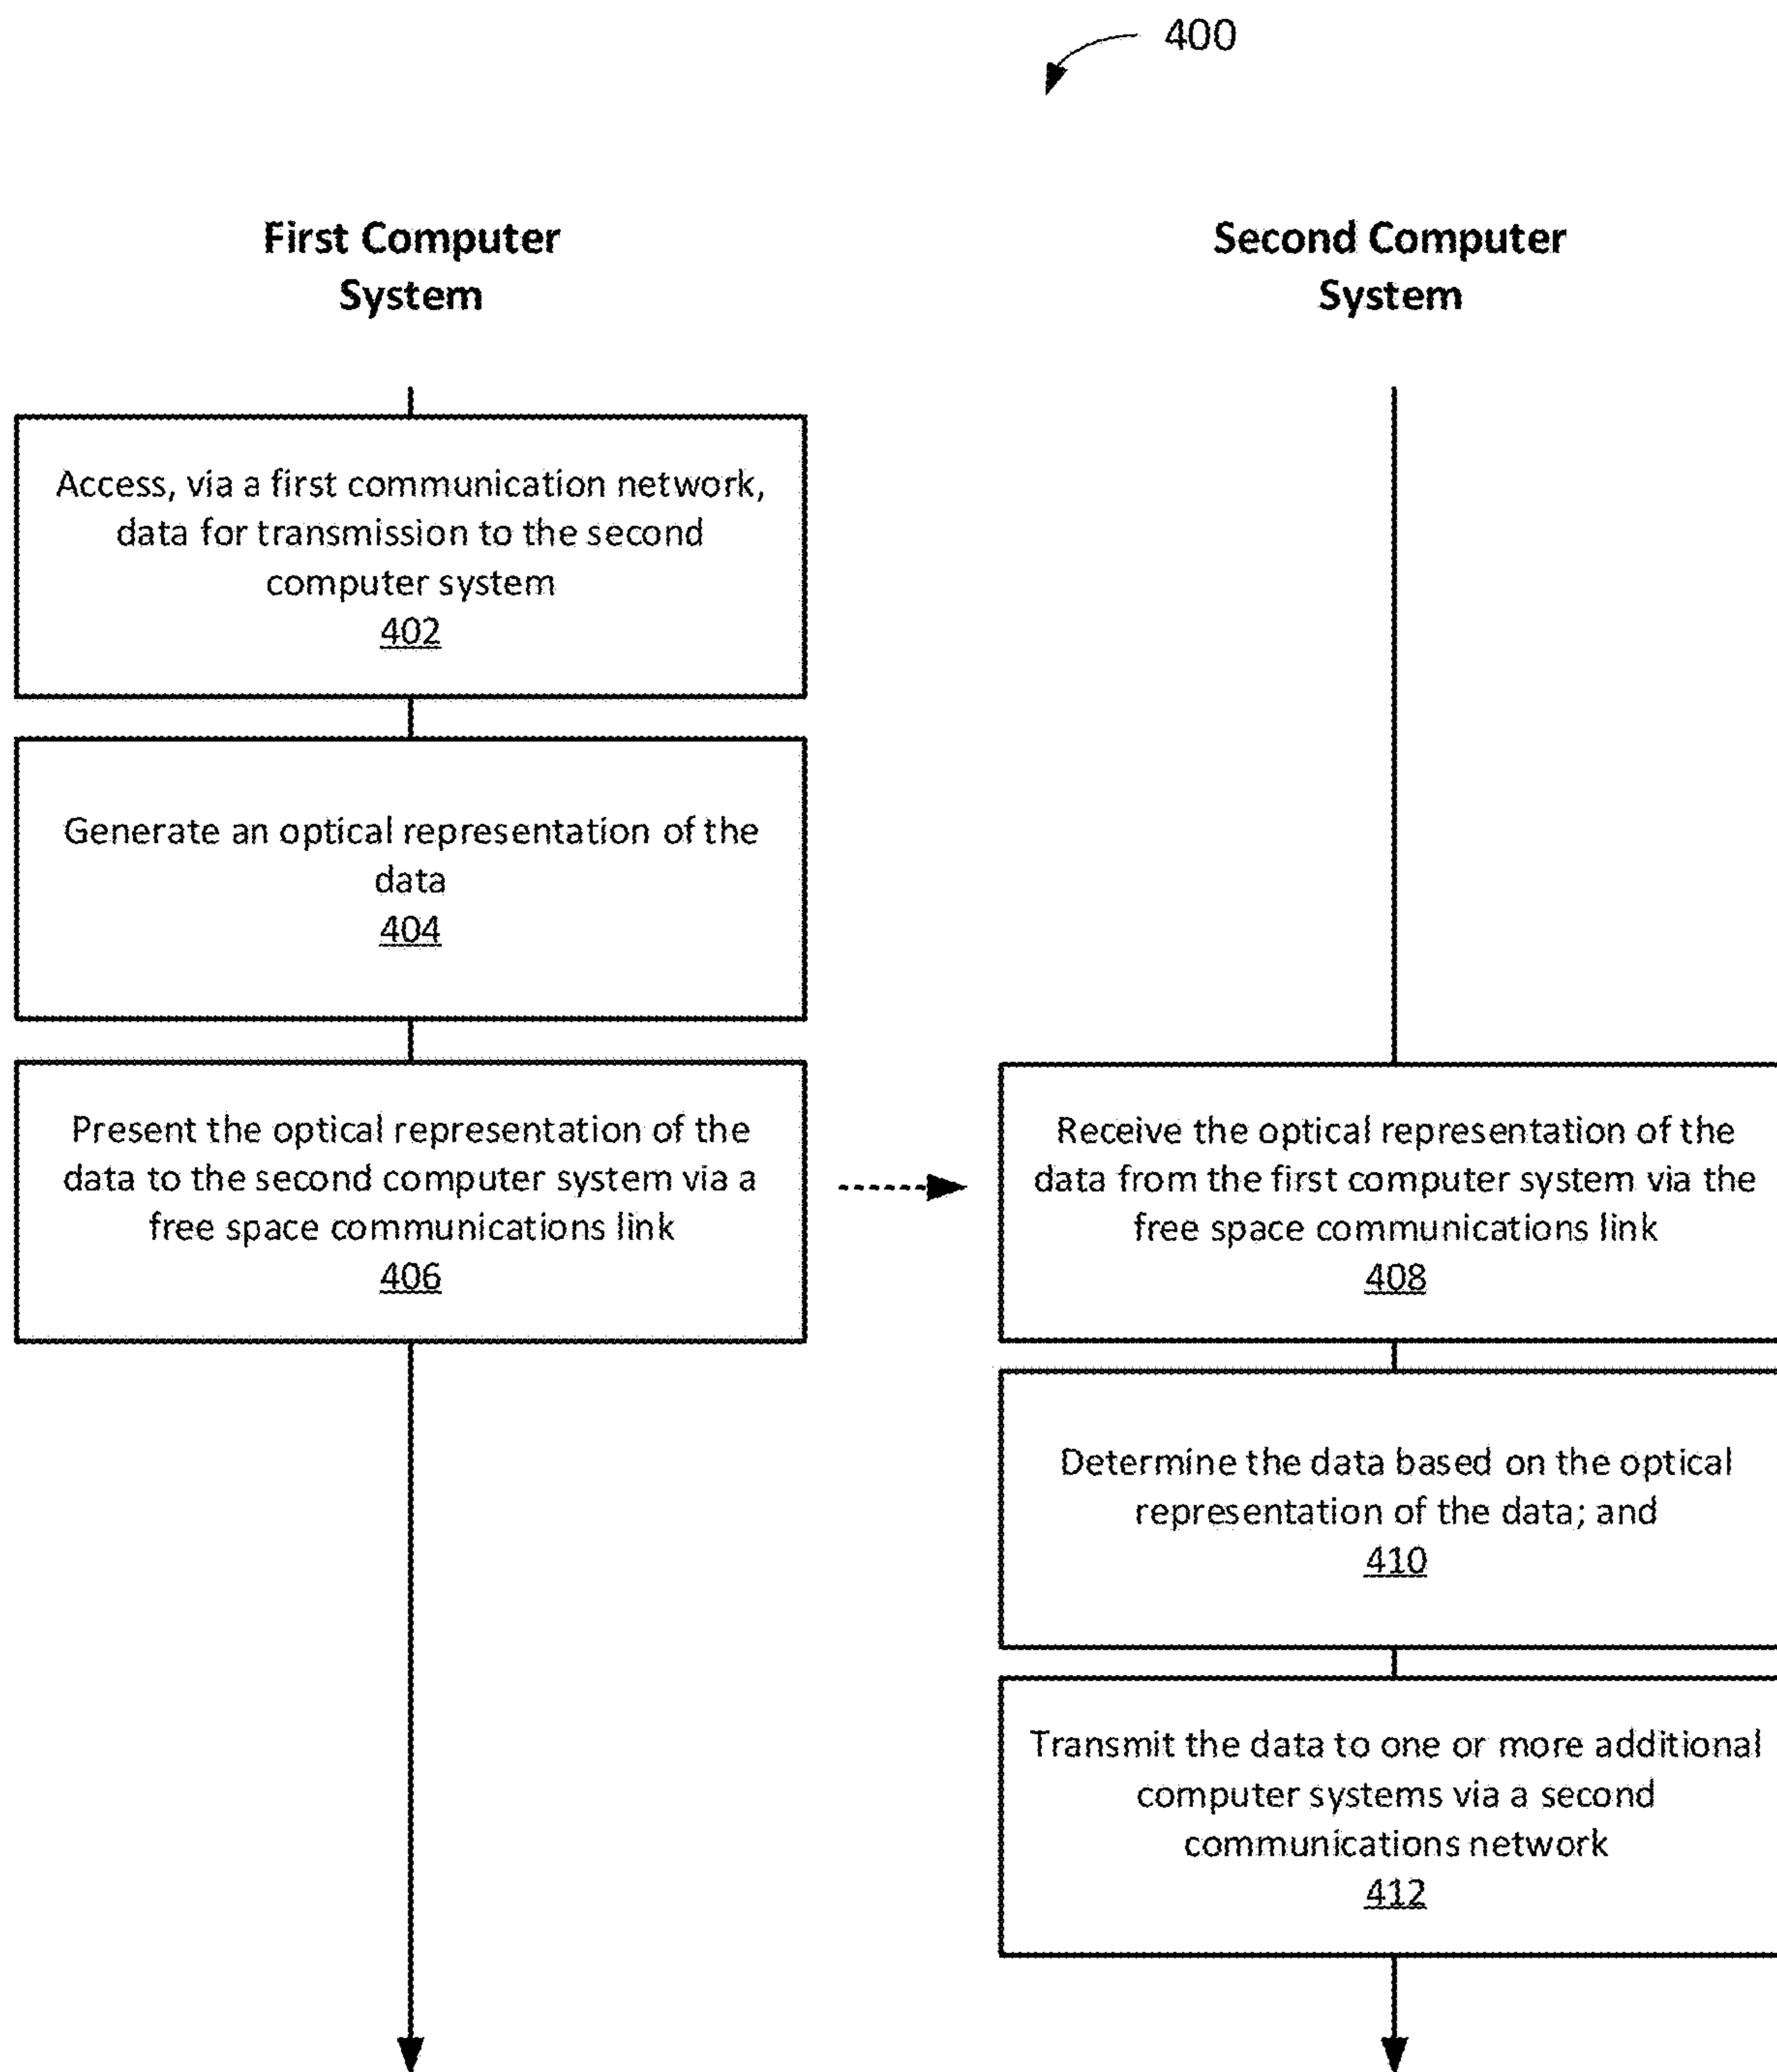 400
First Computer
System
Second Computer
System
Access, via a first communication network,
data for transmission to the second
computer system
402
Generate an optical representation of the
data
404
Present the optical representation of the
data to the second computer system via a
free space communications link
406
Receive the optical representation of the
data from the first computer system via the
free space communications link
408
Determine the data based on the optical
representation of the data; and
410
Transmit the data to one or more additional
computer systems via a second
communications network
412